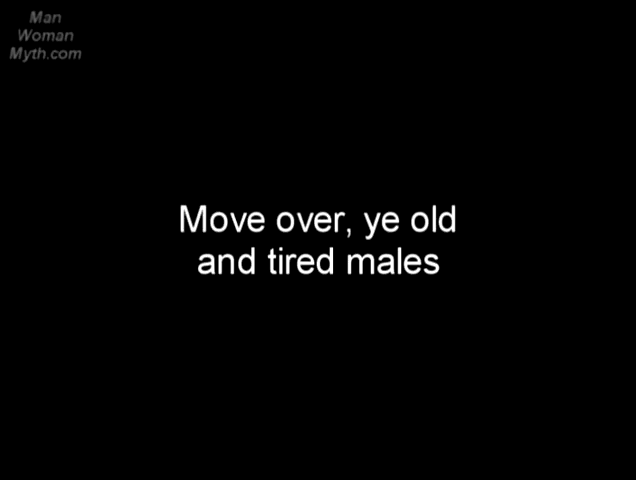 Man
Woman
Myth.com
Move over, ye old
and tired males